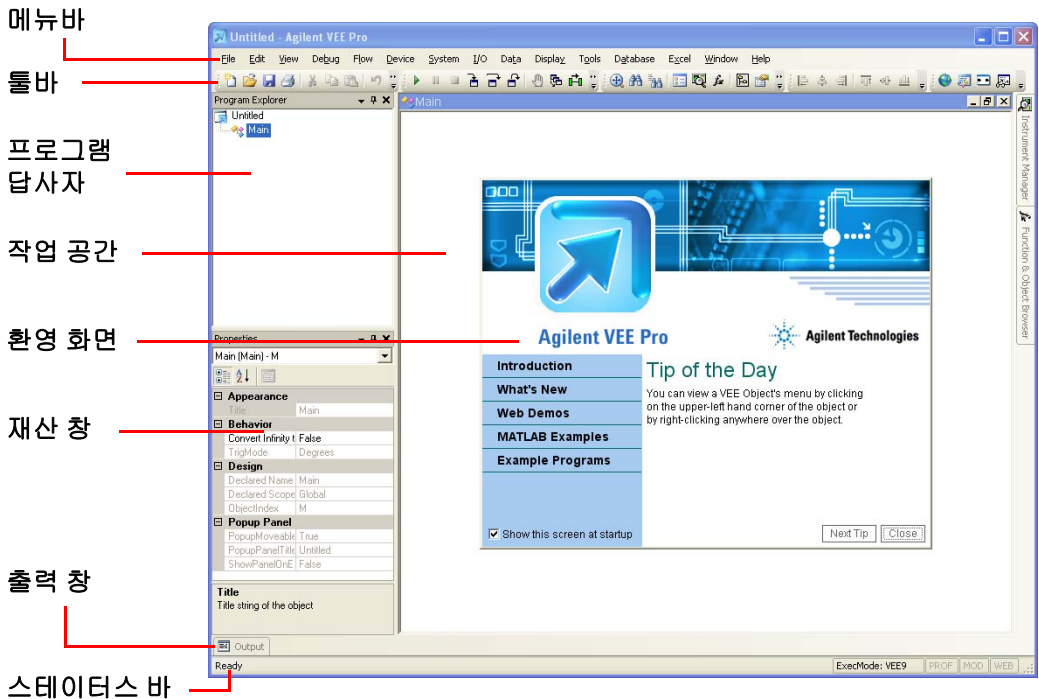 메뉴바
툴바
프로그램
답사자
작업 공간
환영 화면
재산 창
출력 창
스테이터스 바
Untitled - Agilent VEE Pro
File Edit View Debug Flow Device System I/O Data Display Tools Database Excel Window Help
Program Explorer
Untitled
Main
Main
Instrument Manager
Function & Object Browser
Agilent VEE Pro
Agilent Technologies
Introduction
What's New
Web Demos
MATLAB Examples
Example Programs
Show this screen at startup
Tip of the Day
You can view a VEE Object's menu by clicking
on the upper-left hand corner of the object or
by right-clicking anywhere over the object.
Next Tip Close
Properties
Main (Main) - M
Appearance
Title Main
Behavior
Convert Infinity t False
TrigMode Degrees
Design
Declared Name Main
Declared Scope Global
ObjectIndex M
Popup Panel
PopupMoveable True
PopupPanelTitle Untitled
ShowPanelOnE False
Title
Title string of the object
Output
Ready
ExecMode: VEE9 PROF MOD WEB